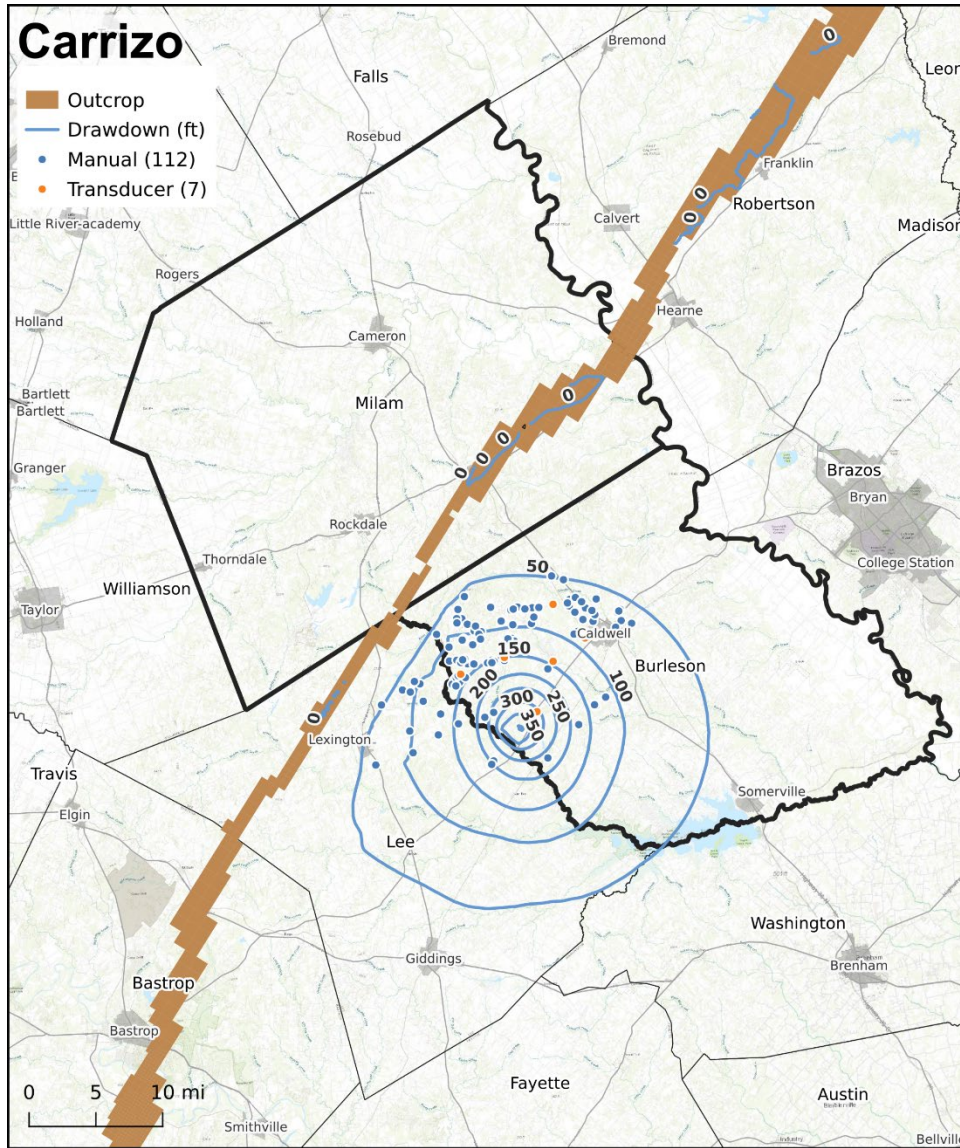 Carrizo
Outcrop
Drawdown (ft)
Manual (112)
Transducer (7)
0
Bremond
Leon
Falls
Rosebud
Franklin
Little River-academy
Calvert
0
0
Robertson
Madison
Rogers
Holland
Hearne
Cameron
Bartlett
Bartlett
Milam
0
0
0
0
Granger
Brazos
Bryan
Rockdale
Thorndale
College Station
50
Williamson
Taylor
Caldwell
150
Burleson
200
300
250
100
350
0
Lexington
Travis
Somerville
Elgin
Lee
Washington
Giddings
Brenham
Bastrop
Bastrop
Fayette
Austin
0 5 10 mi
Smithville
Industry
Bellville